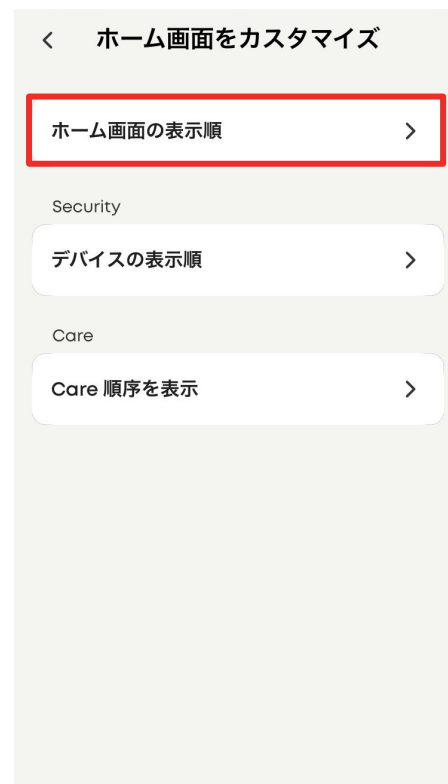 ホーム画面をカスタマイズ
ホーム画面の表示順
Security
デバイスの表示順
Care
Care 順序を表示